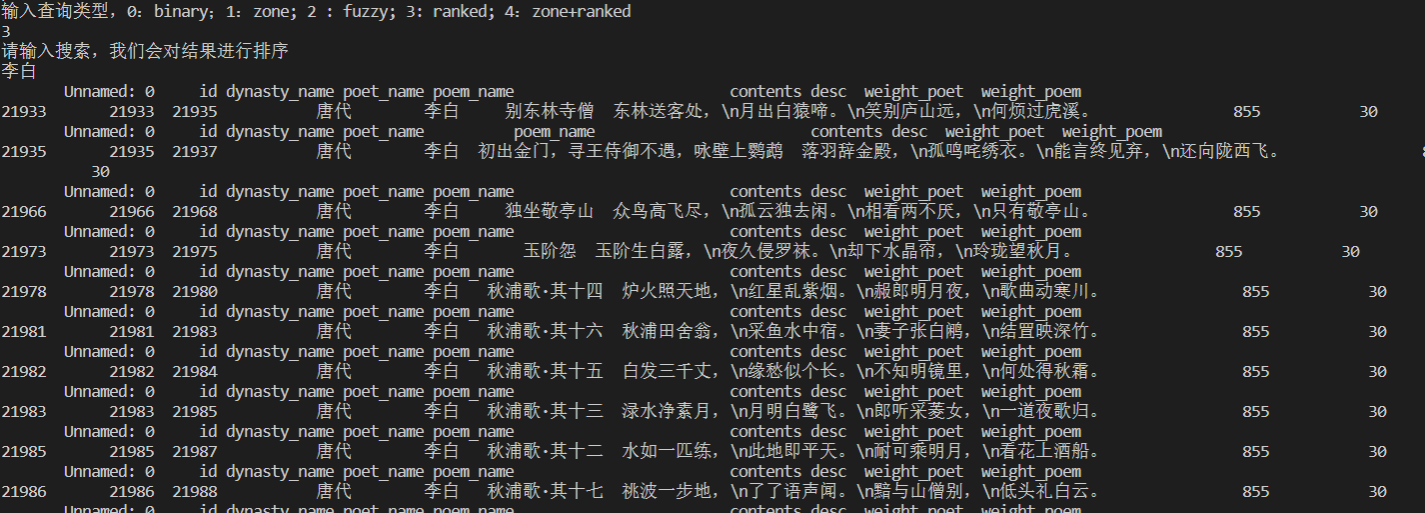 输入查询类型, 0: binary; 1: zone; 2 : fuzzy; 3: ranked; 4: zone+ranked
3
请输入搜索, 我们会对结果进行排序
李白
Unnamed: 0 id dynasty_name poet_name poem_name contents desc weight_poet weight_poem
21933 21933 21935 唐代 李白 别东林寺僧 东林送客处，\n月出白猿啼。\n笑别庐山远，\n何烦过虎溪。 855 30
Unnamed: 0 id dynasty_name poet_name poem_name contents desc weight_poet weight_poem
21935 21935 21937 唐代 李白 初出金门，寻王侍御不遇，咏壁上鹦鹉 落羽辞金殿，\n孤鸣咤绣衣。\n能言终见弃，\n还向陇西飞。
30
Unnamed: 0 id dynasty_name poet_name poem_name contents desc weight_poet weight_poem
21966 21966 21968 唐代 李白 独坐敬亭山 众鸟高飞尽，\n孤云独去闲。\n相看两不厌，\n只有敬亭山。 855 30
Unnamed: 0 id dynasty_name poet_name poem_name contents desc weight_poet weight_poem
21973 21973 21975 唐代 李白 玉阶怨 玉阶生白露，\n夜久侵罗袜。\n却下水晶帘，\n玲珑望秋月。 855 30
Unnamed: 0 id dynasty_name poet_name poem_name contents desc weight_poet weight_poem
21978 21978 21980 唐代 李白 秋浦歌·其十四 炉火照天地，\n红星乱紫烟。\n赧郎明月夜，\n歌曲动寒川。 855 30
Unnamed: 0 id dynasty_name poet_name poem_name contents desc weight_poet weight_poem
21981 21981 21983 唐代 李白 秋浦歌·其十六 秋浦田舍翁，\n采鱼水中宿。\n妻子张白鹇，\n结罝映深竹。 855 30
Unnamed: 0 id dynasty_name poet_name poem_name contents desc weight_poet weight_poem
21982 21982 21984 唐代 李白 秋浦歌·其十五 白发三千丈，\n缘愁似个长。\n不知明镜里，\n何处得秋霜。 855 30
Unnamed: 0 id dynasty_name poet_name poem_name contents desc weight_poet weight_poem
21983 21983 21985 唐代 李白 秋浦歌·其十三 渌水净素月，\n月明白鹭飞。\n郎听采菱女，\n一道夜歌归。 855 30
Unnamed: 0 id dynasty_name poet_name poem_name contents desc weight_poet weight_poem
21985 21985 21987 唐代 李白 秋浦歌·其十二 水如一匹练，\n此地即平天。\n耐可乘明月，\n看花上酒船。 855 30
Unnamed: 0 id dynasty_name poet_name poem_name contents desc weight_poet weight_poem
21986 21986 21988 唐代 李白 秋浦歌·其十七 祧波一步地，\n了了语声闻。\n黯与山僧别，\n低头礼白云。 855 30
Unnamed: 0 id dynasty_name poet_name poem_name contents desc weight_poet weight_poem